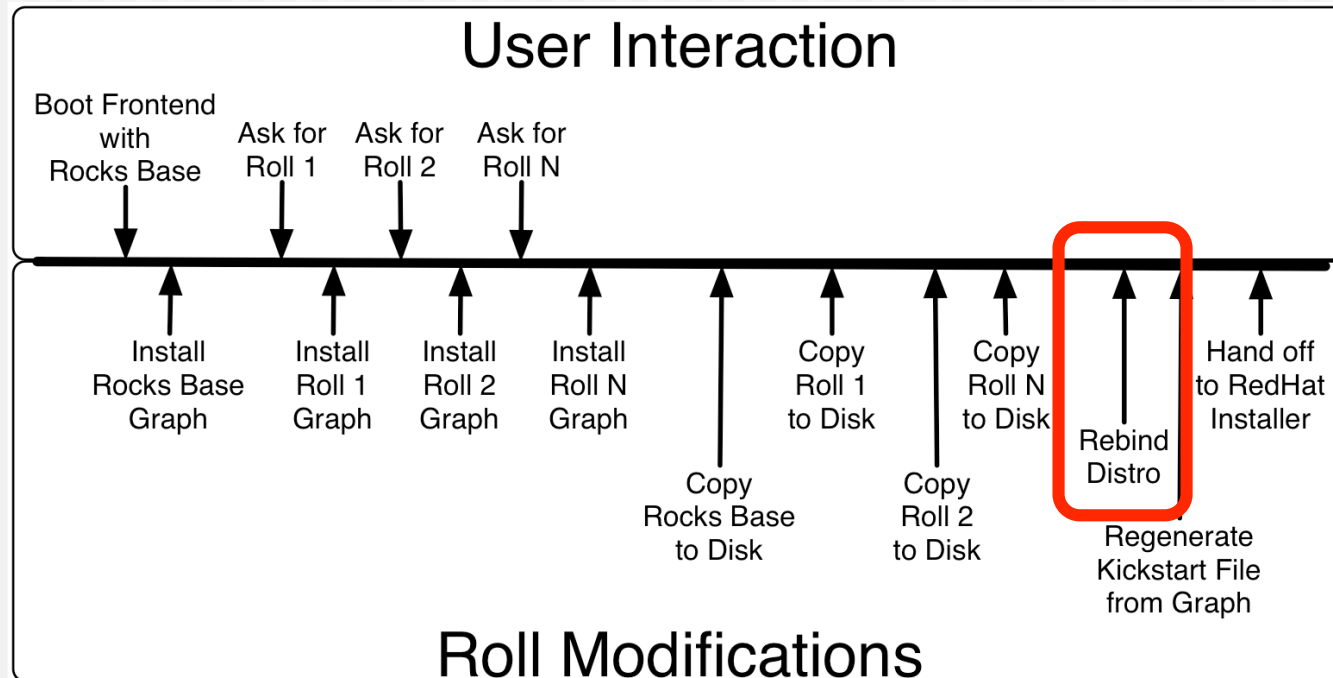 User Interaction
Boot Frontend
with
Rocks Base
Ask for
Roll 1
Ask for
Roll 2
Ask for
Roll N
Install
Rocks Base
Graph
Install
Roll 1
Graph
Install
Roll 2
Graph
Install
Roll N
Graph
Copy
Rocks Base
to Disk
Copy
Roll 1
to Disk
Copy
Roll 2
to Disk
Copy
Roll N
to Disk
Rebind
Distro
Regenerate
Kickstart File
from Graph
Hand off
to RedHat
Installer
Roll Modifications